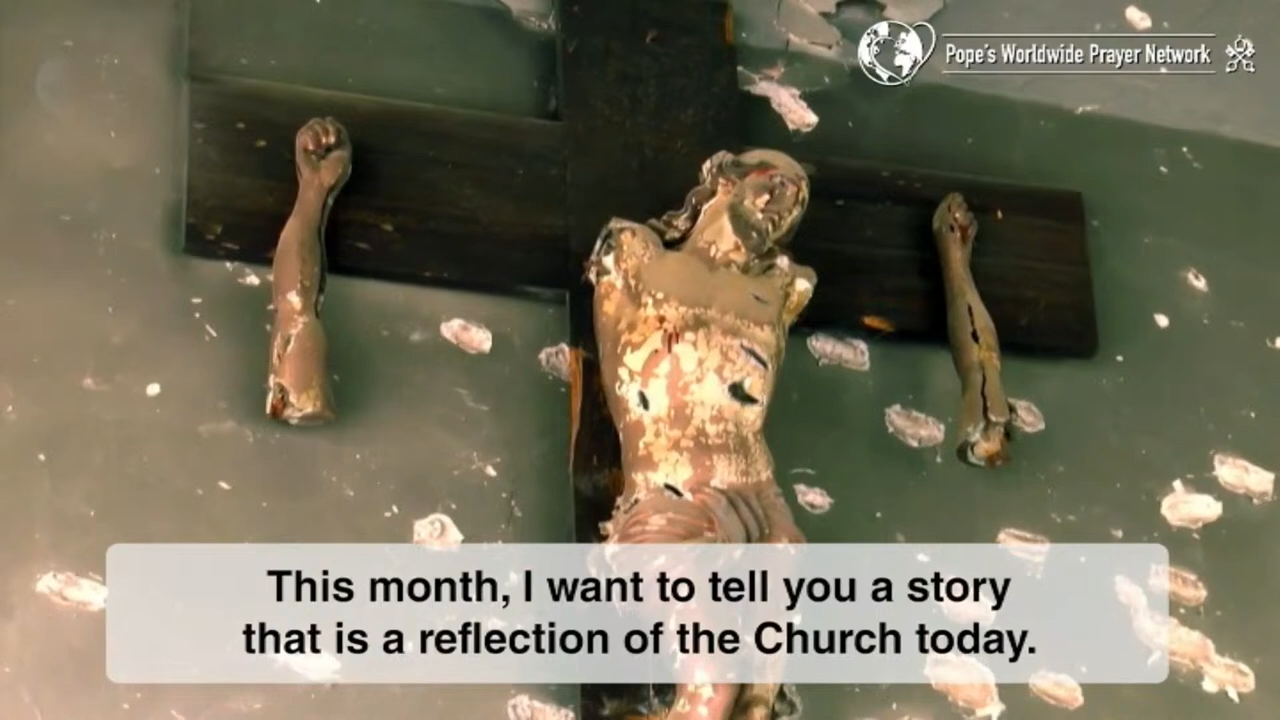 Pope's Worldwide Prayer Network
This month, I want to tell you a story
that is a reflection of the Church today.